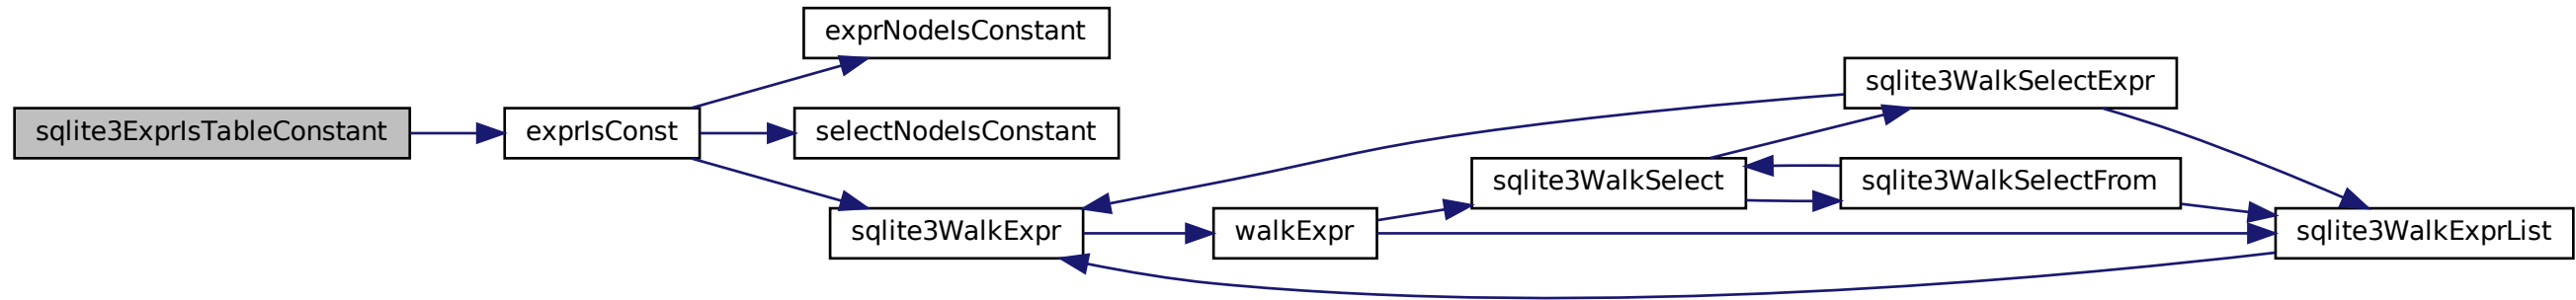 exprNodeIsConstant
sqlite3WalkSelectExpr
sqlite3ExprIsTableConstant
exprIsConst
selectNodeIsConstant
sqlite3WalkSelect
sqlite3WalkSelectFrom
sqlite3WalkExpr
walkExpr
sqlite3WalkExprList